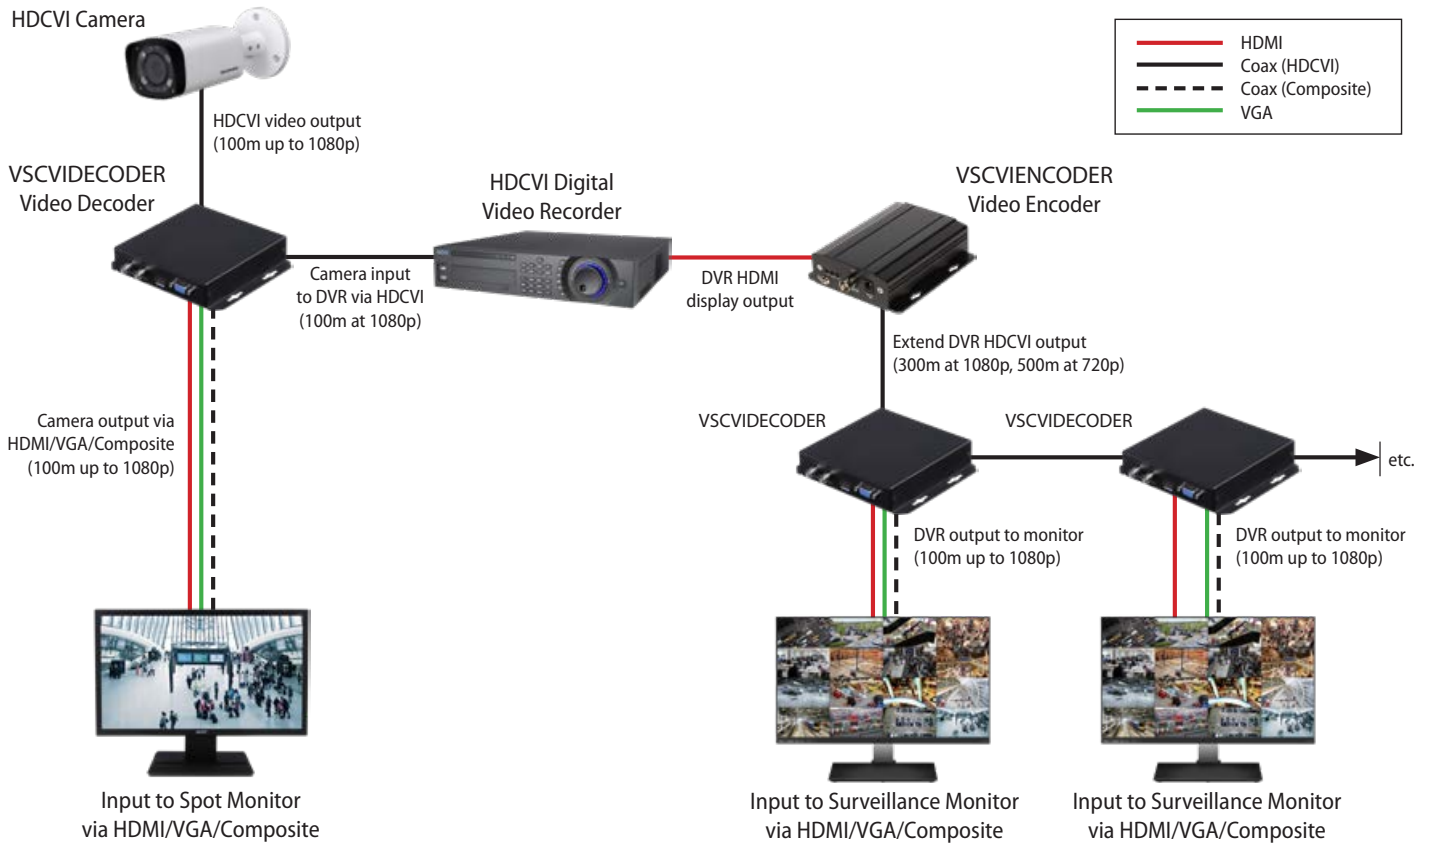 HDCVI Camera
HDMI
Coax (HDCVI)
Coax (Composite)
VGA
HDCVI video output
(100m up to 1080p)
VSCVIDECODER
Video Decoder
HDCVI Digital
Video Recorder
VSCVIENCODER
Video Encoder
Camera input
to DVR via HDCVI
(100m at 1080p)
DVR HDMI
display output
Extend DVR HDCVI output
(300m at 1080p, 500m at 720p)
Camera output via
HDMI/VGA/Composite
(100m up to 1080p)
VSCVIDECODER
VSCVIDECODER
etc.
DVR output to monitor
(100m up to 1080p)
DVR output to monitor
(100m up to 1080p)
Input to Spot Monitor
via HDMI/VGA/Composite
Input to Surveillance Monitor
via HDMI/VGA/Composite
Input to Surveillance Monitor
via HDMI/VGA/Composite